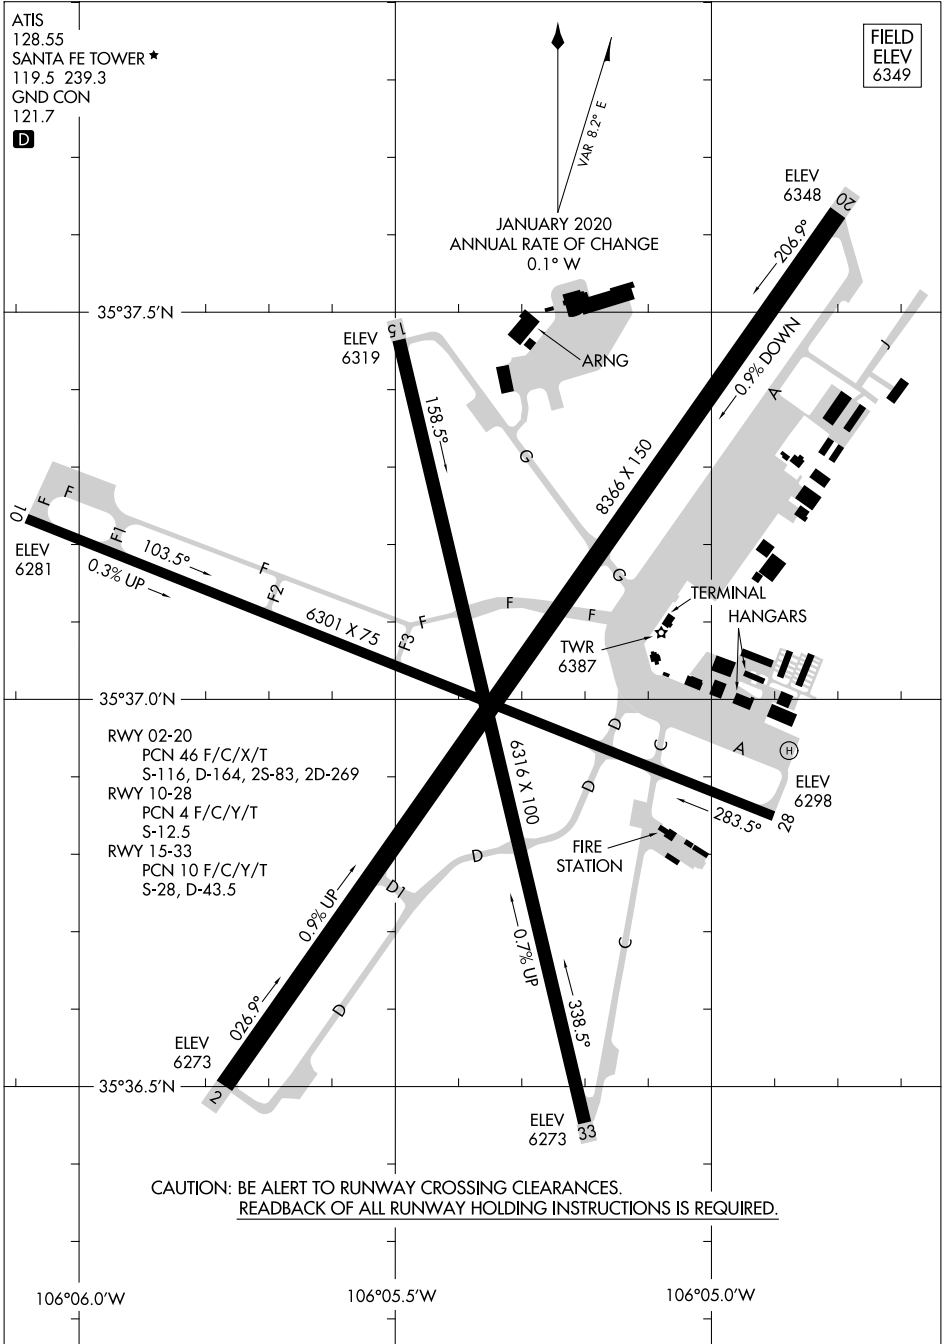 ATIS
128.55
SANTA FE TOWER ★
119.5 239.3
GND CON
121.7
D
FIELD
ELEV
6349
VAR 8.2° E
JANUARY 2020
ANNUAL RATE OF CHANGE
0.1° W
ELEV
6348
20
206.9°
0.9% DOWN
35°37.5'N
ELEV
6319
15
158.5°
ARNG
J
A
G
8366 X 150
F
F
10
F1
ELEV
6281
103.5°
0.3% UP
F
F2
6301 X 75
F3
F
F
F
G
TERMINAL
HANGARS
TWR
6387
35°37.0'N
D
C
A
H
RWY 02-20
PCN 46 F/C/X/T
S-116, D-164, 2S-83, 2D-269
RWY 10-28
PCN 4 F/C/Y/T
S-12.5
RWY 15-33
PCN 10 F/C/Y/T
S-28, D-43.5
6316 X 100
D
ELEV
6298
283.5°
28
FIRE
STATION
D
D1
0.9% UP
0.7% UP
C
026.9°
D
338.5°
ELEV
6273
2
35°36.5'N
ELEV
6273
33
CAUTION: BE ALERT TO RUNWAY CROSSING CLEARANCES.
READBACK OF ALL RUNWAY HOLDING INSTRUCTIONS IS REQUIRED.
106°06.0'W
106°05.5'W
106°05.0'W